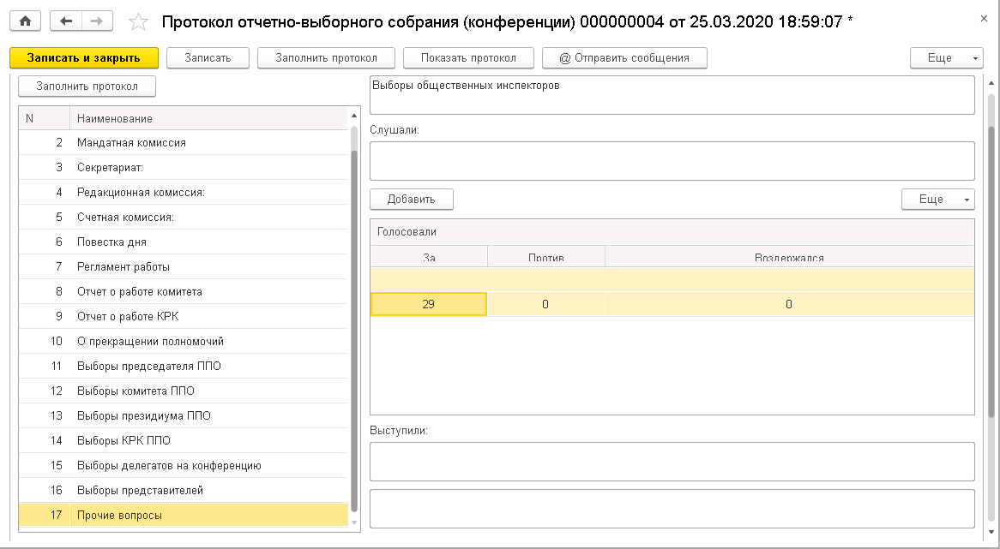 Протокол отчетно-выборного собрания (конференции) 000000004 от 25.03.2020 18:59:07 *
Записать и закрыть Записать Заполнить протокол Показать протокол @ Отправить сообщения Еще
Заполнить протокол
N Наименование
2 Мандатная комиссия
3 Секретариат:
4 Редакционная комиссия:
5 Счетная комиссия:
6 Повестка дня
7 Регламент работы
8 Отчет о работе комитета
9 Отчет о работе КРК
10 О прекращении полномочий
11 Выборы председателя ППО
12 Выборы комитета ППО
13 Выборы президиума ППО
14 Выборы КРК ППО
15 Выборы делегатов на конференцию
16 Выборы представителей
17 Прочие вопросы
Выборы общественных инспекторов
Слушали:
Добавить Еще
Голосовали
За Против Воздержался
29 0 0
Выступили: